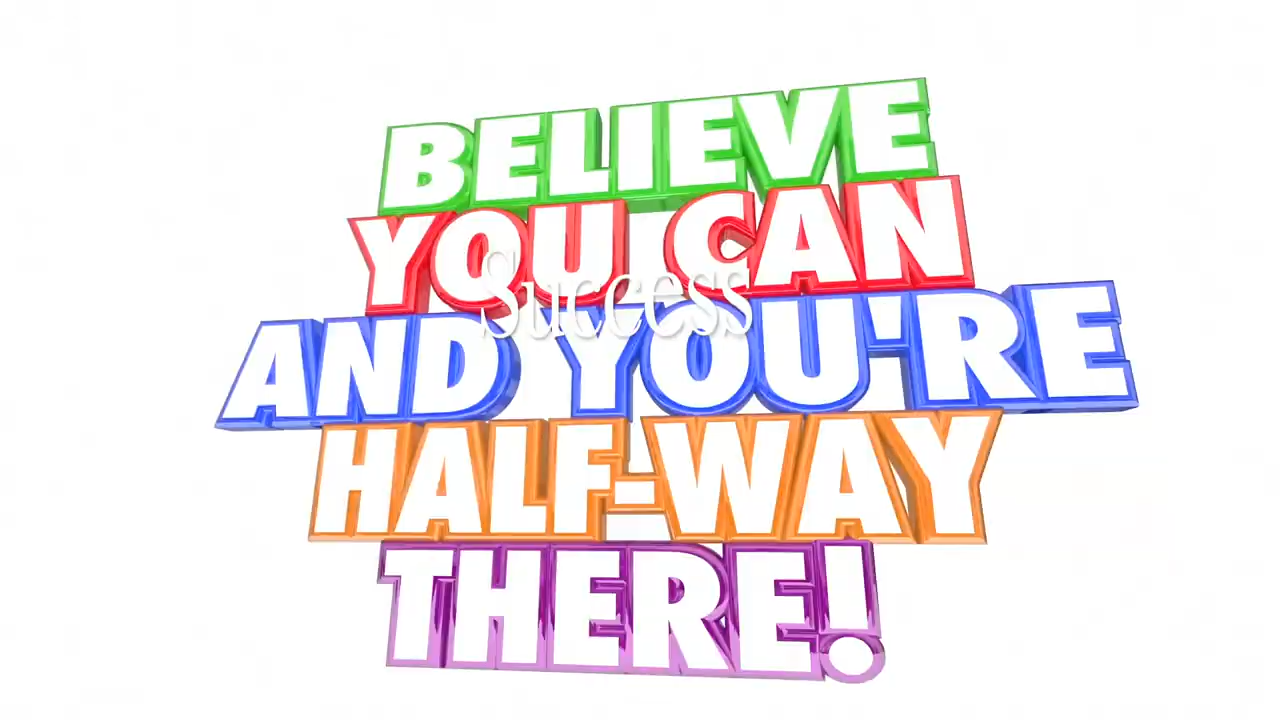 BELIEVE
YOU CAN
Success
AND YOU'RE
HALF-WAY
THERE!